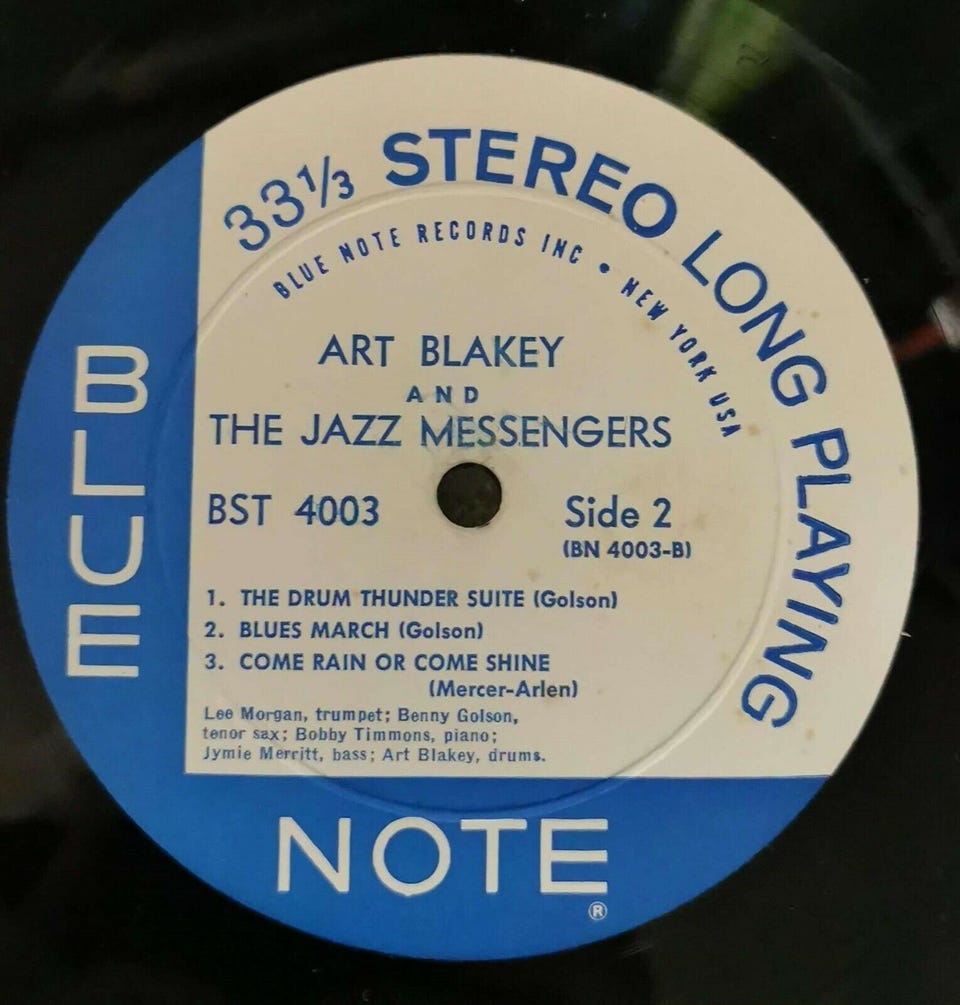 33⅓ STEREO LONG PLAYING
BLUE NOTE RECORDS INC • NEW YORK USA
ART BLAKEY
AND
THE JAZZ MESSENGERS
BST 4003
Side 2
(BN 4003-B)
1. THE DRUM THUNDER SUITE (Golson)
2. BLUES MARCH (Golson)
3. COME RAIN OR COME SHINE
(Mercer-Arlen)
Lee Morgan, trumpet; Benny Golson,
tenor sax; Bobby Timmons, piano;
Jymie Merritt, bass; Art Blakey, drums.
BLUE
NOTE
®